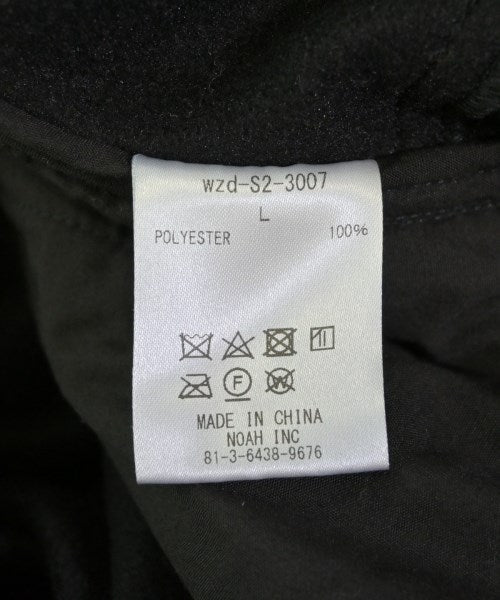 wzd-S2-3007
L
POLYESTER 100%
F W
MADE IN CHINA
NOAH INC
81-3-6438-9676